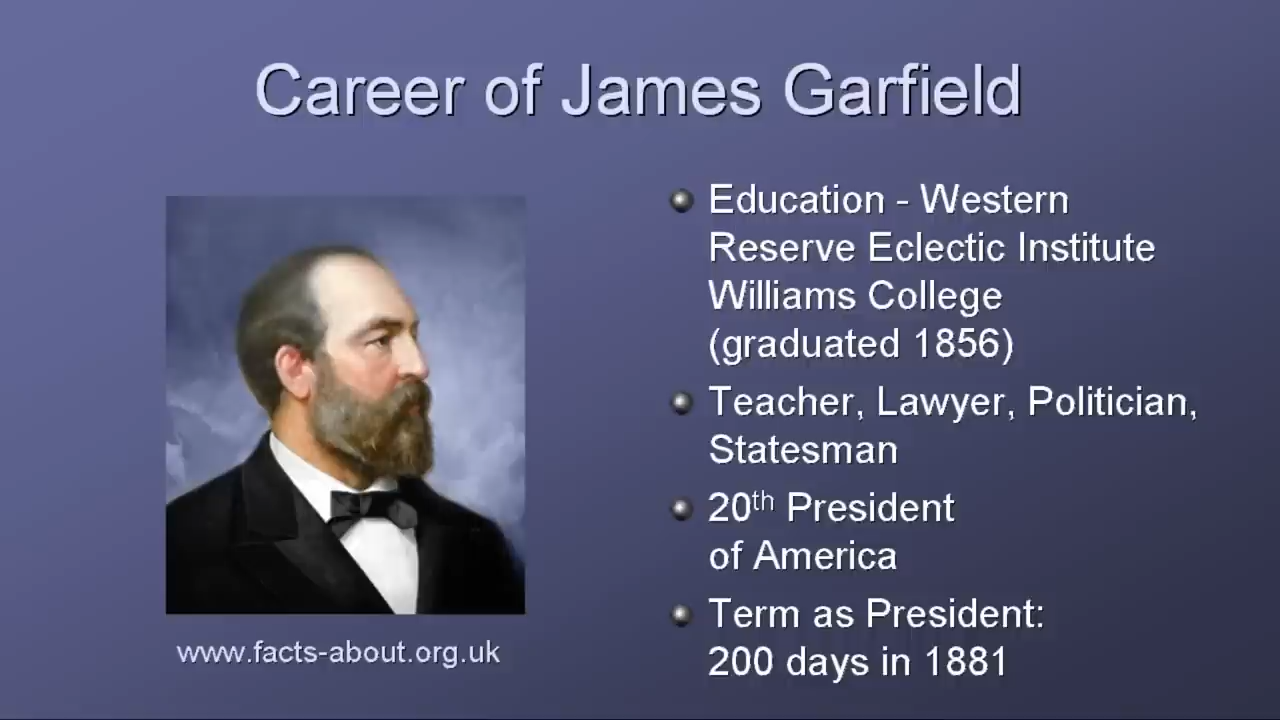 Career of James Garfield
Education - Western
Reserve Eclectic Institute
Williams College
(graduated 1856)
Teacher, Lawyer, Politician,
Statesman
20th President
of America
Term as President:
200 days in 1881
www.facts-about.org.uk